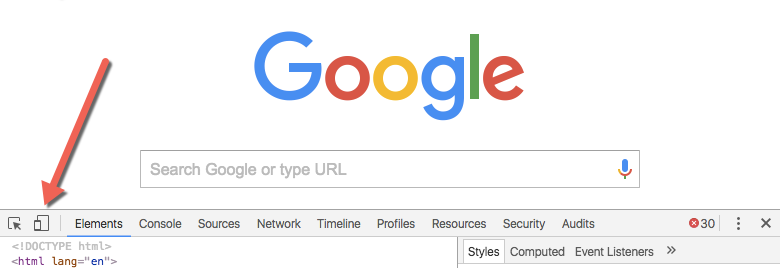 Google
Search Google or type URL
Elements Console Sources Network Timeline Profiles Resources Security Audits 30
<!DOCTYPE html>
<html lang="en">
Styles Computed Event Listeners »